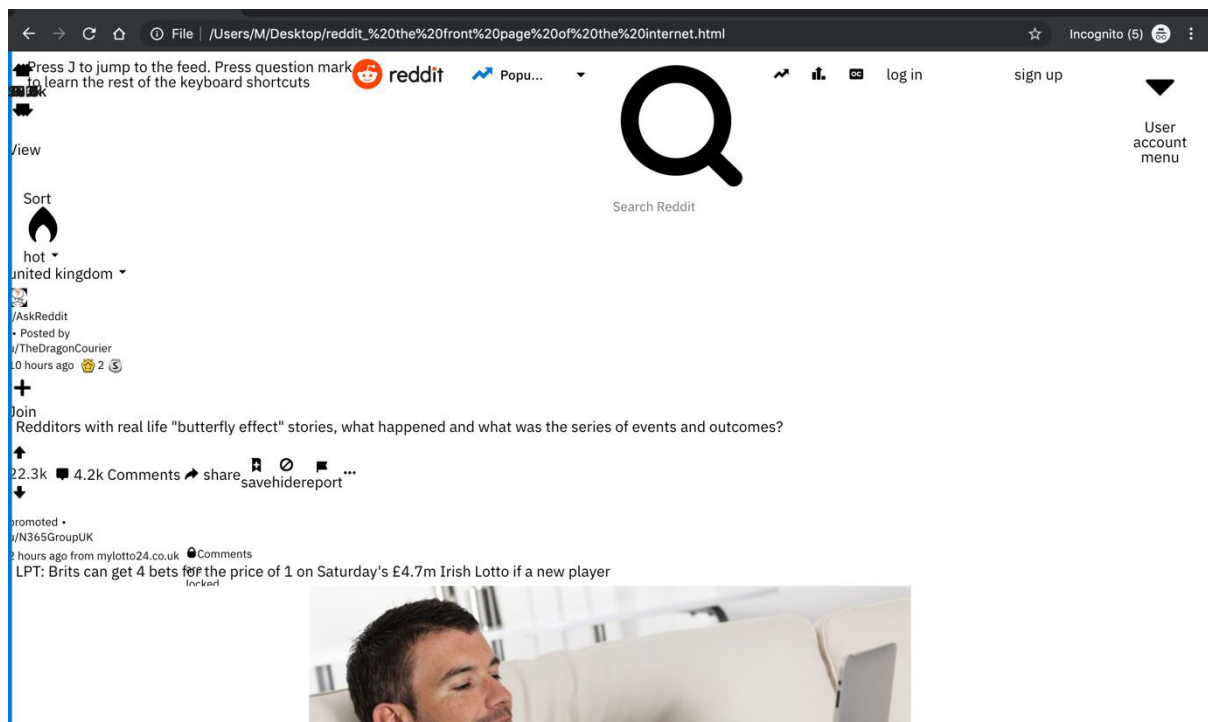 File /Users/M/Desktop/reddit_%20the%20front%20page%20of%20the%20internet.html
Incognito (5)
Press J to jump to the feed. Press question mark
to learn the rest of the keyboard shortcuts
reddit
Popu...
log in
sign up
User
account
menu
View
Search Reddit
Sort
hot
united kingdom
/AskReddit
• Posted by
u/TheDragonCourier
10 hours ago 2
Join
Redditors with real life "butterfly effect" stories, what happened and what was the series of events and outcomes?
22.3k 4.2k Comments share save hide report ...
promoted •
u/N365GroupUK
2 hours ago from mylotto24.co.uk Comments
are
LPT: Brits can get 4 bets for the price of 1 on Saturday's £4.7m Irish Lotto if a new player
locked